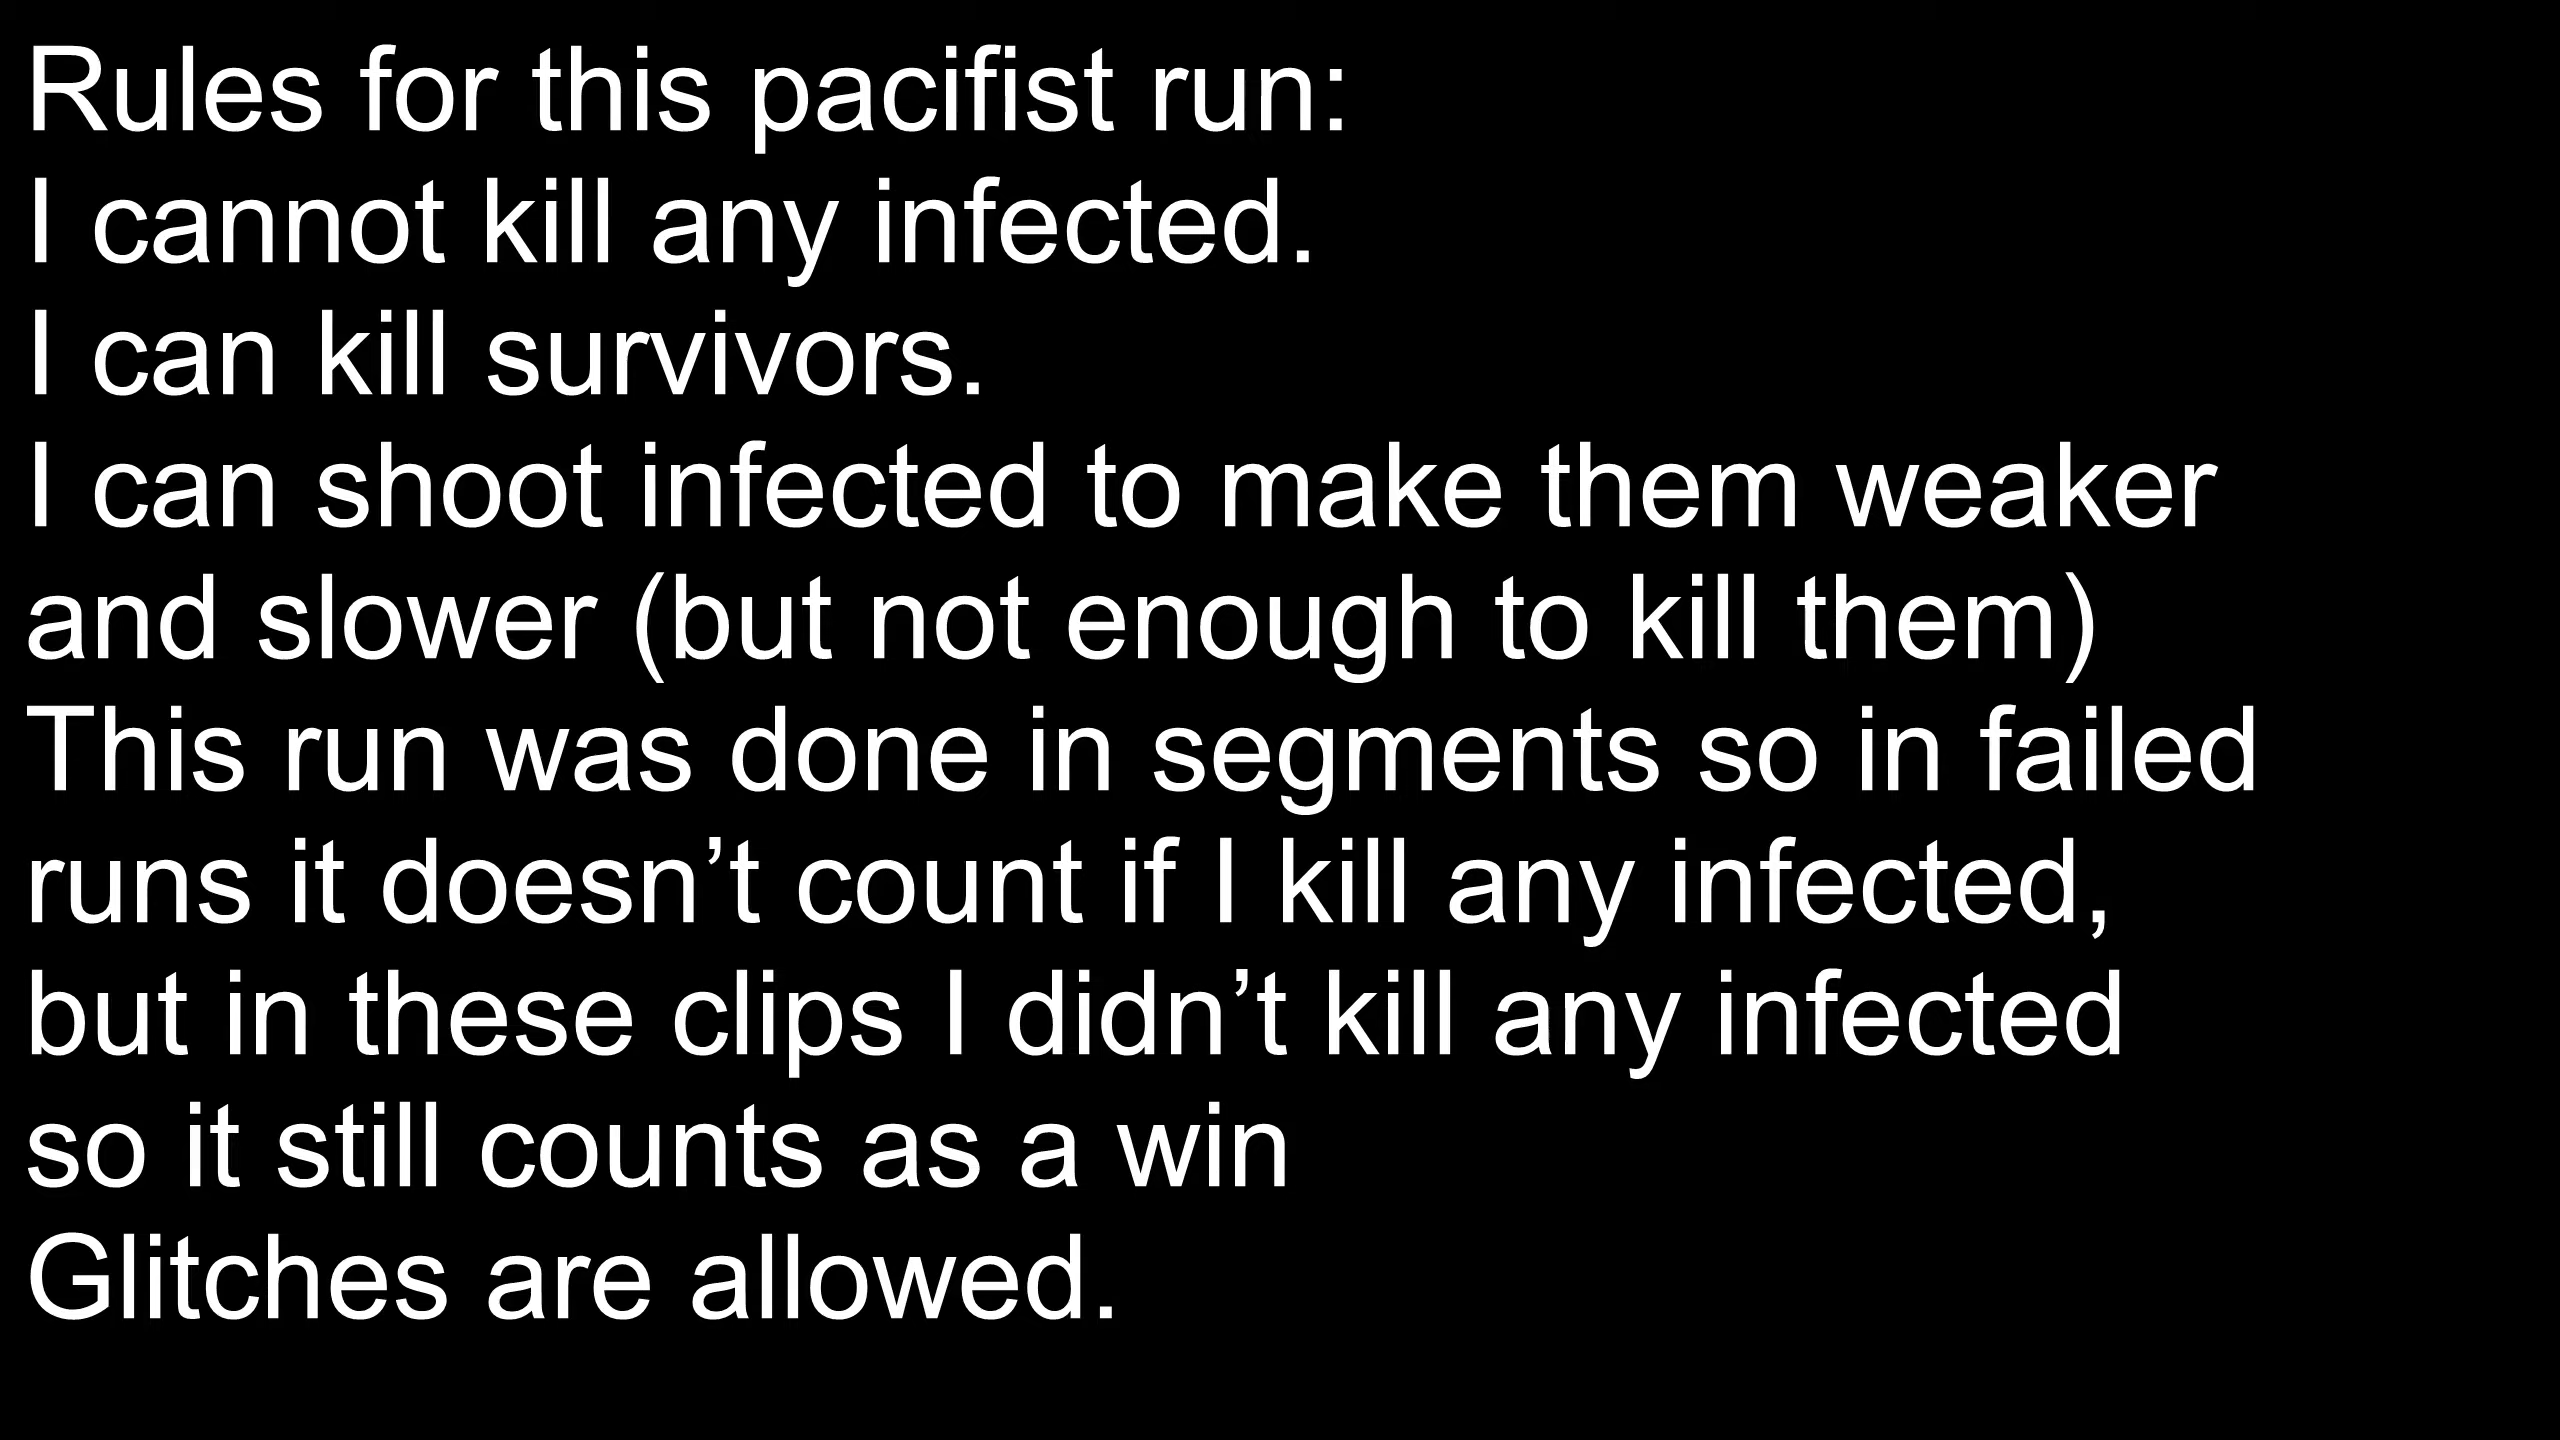 Rules for this pacifist run:
I cannot kill any infected.
I can kill survivors.
I can shoot infected to make them weaker
and slower (but not enough to kill them)
This run was done in segments so in failed
runs it doesn’t count if I kill any infected,
but in these clips I didn’t kill any infected
so it still counts as a win
Glitches are allowed.